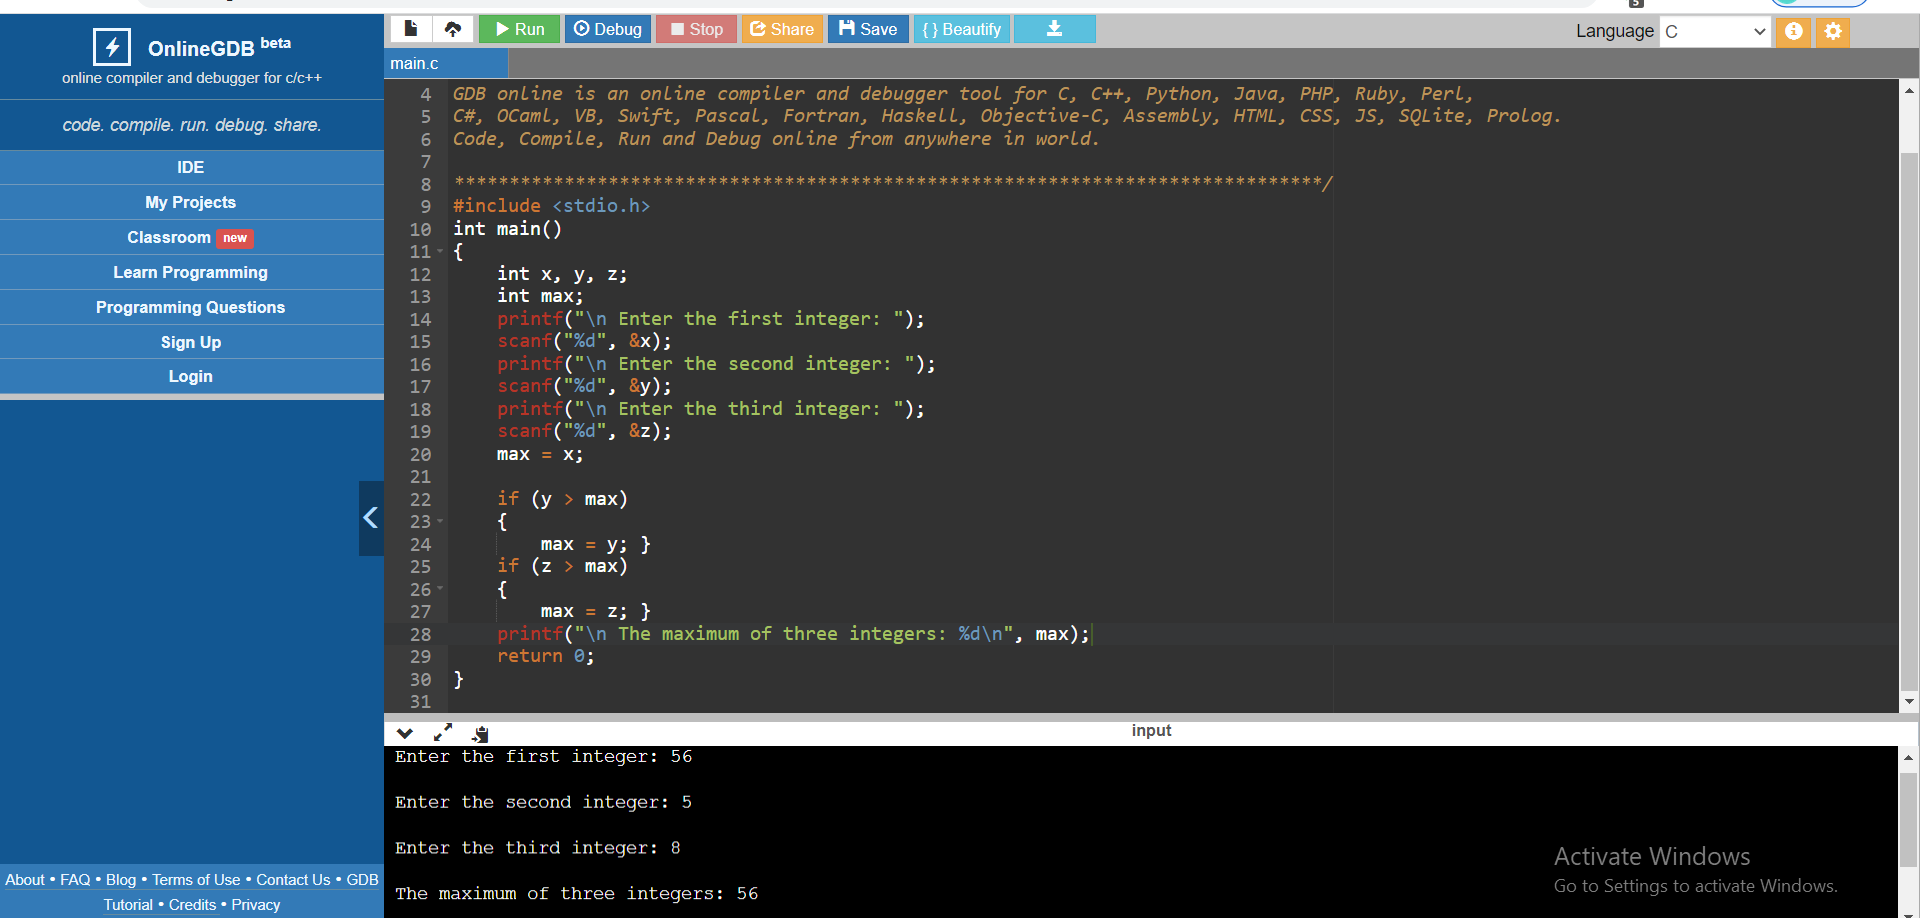 OnlineGDB beta
online compiler and debugger for c/c++
code. compile. run. debug. share.
IDE
My Projects
Classroom new
Learn Programming
Programming Questions
Sign Up
Login
About • FAQ • Blog • Terms of Use • Contact Us • GDB
Tutorial • Credits • Privacy
Run Debug Stop Share Save { } Beautify Language C
main.c
4 GDB online is an online compiler and debugger tool for C, C++, Python, Java, PHP, Ruby, Perl,
5 C#, OCaml, VB, Swift, Pascal, Fortran, Haskell, Objective-C, Assembly, HTML, CSS, JS, SQLite, Prolog.
6 Code, Compile, Run and Debug online from anywhere in world.
7
8 *******************************************************************************/
9 #include <stdio.h>
10 int main()
11 {
12     int x, y, z;
13     int max;
14     printf("\n Enter the first integer: ");
15     scanf("%d", &x);
16     printf("\n Enter the second integer: ");
17     scanf("%d", &y);
18     printf("\n Enter the third integer: ");
19     scanf("%d", &z);
20     max = x;
21
22     if (y > max)
23     {
24         max = y; }
25     if (z > max)
26     {
27         max = z; }
28     printf("\n The maximum of three integers: %d\n", max);
29     return 0;
30 }
31
input
Enter the first integer: 56
Enter the second integer: 5
Enter the third integer: 8
The maximum of three integers: 56
Activate Windows
Go to Settings to activate Windows.